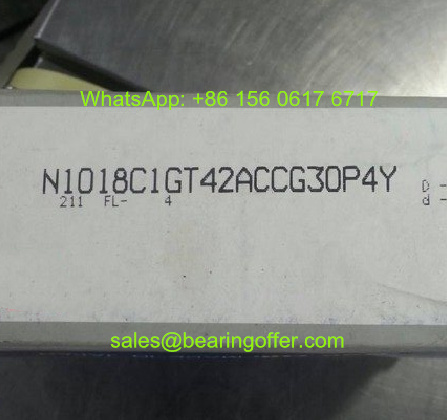 WhatsApp: +86 156 0617 6717
N1018C1GT42ACCG30P4Y D -
211 FL- 4 d -
sales@bearingoffer.com